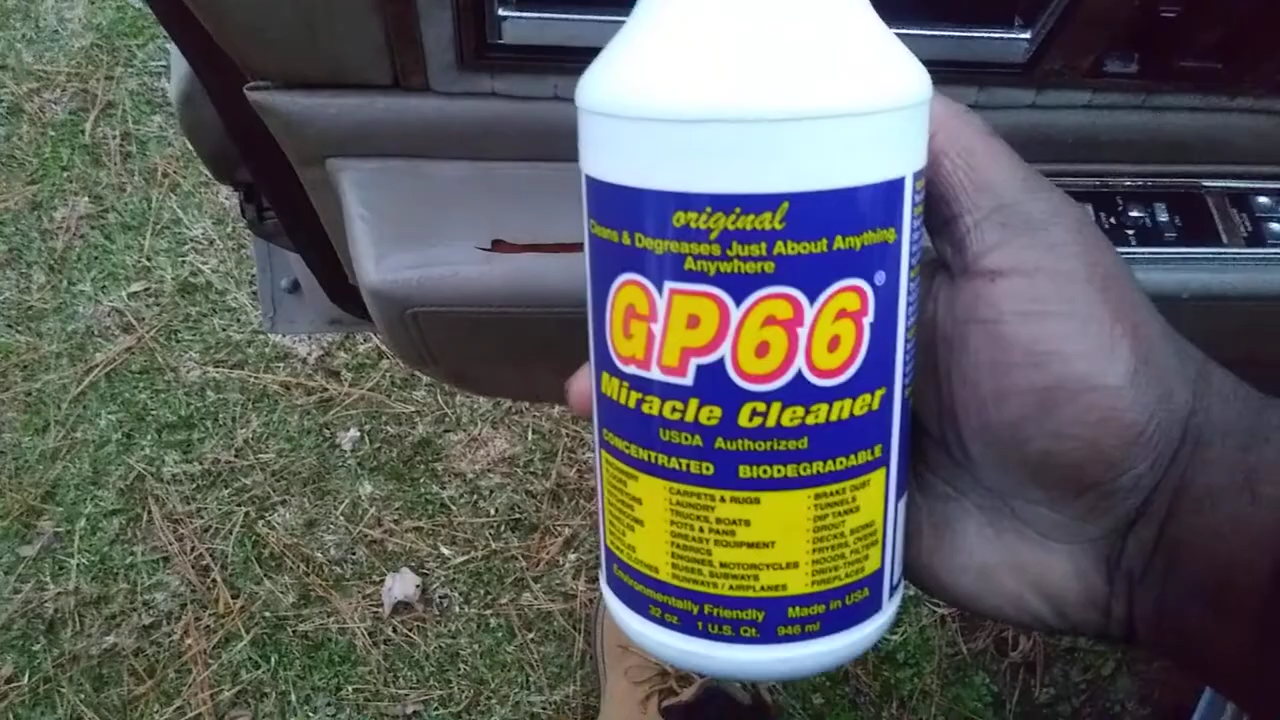 original
Cleans & Degreases Just About Anything,
Anywhere
GP66®
Miracle Cleaner
USDA Authorized
CONCENTRATED BIODEGRADABLE
• CARPETS & RUGS
• LAUNDRY
• TRUCKS, BOATS
• POTS & PANS
• GREASY EQUIPMENT
• FABRICS
• ENGINES, MOTORCYCLES
• BUSES, SUBWAYS
• RUNWAYS / AIRPLANES
• BRAKE DUST
• TUNNELS
• DIP TANKS
• GROUT
• DECKS, SIDING
• FRYERS, OVENS
• HOODS, FILTERS
• DRIVE-THRUS
• FIREPLACES
Environmentally Friendly Made in USA
32 oz. 1 U.S. Qt. 946 ml